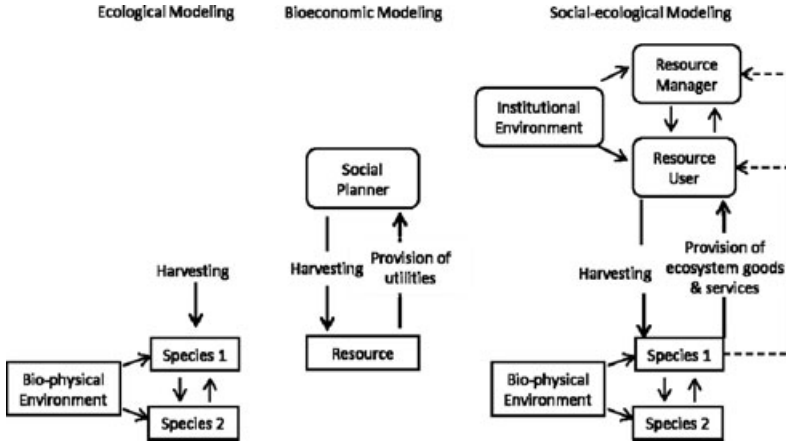 Ecological Modeling
Bioeconomic Modeling
Social-ecological Modeling
Harvesting
Bio-physical
Environment
Species 1
Species 2
Social
Planner
Harvesting
Provision of
utilities
Resource
Institutional
Environment
Resource
Manager
Resource
User
Harvesting
Provision of
ecosystem goods
& services
Bio-physical
Environment
Species 1
Species 2